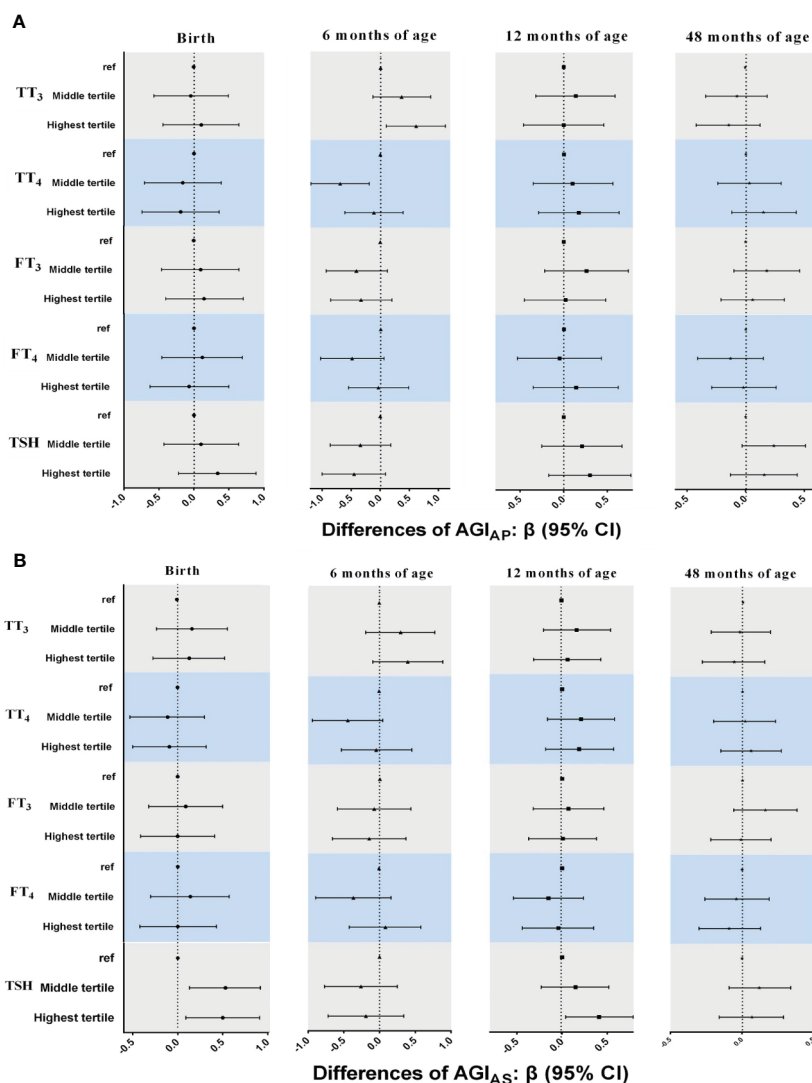 A
Birth
6 months of age
12 months of age
48 months of age
ref
TT3 Middle tertile
Highest tertile
ref
TT4 Middle tertile
Highest tertile
ref
FT3 Middle tertile
Highest tertile
ref
FT4 Middle tertile
Highest tertile
ref
TSH Middle tertile
Highest tertile
-1.0 -0.5 0.0 0.5 1.0
-1.0 -0.5 0.0 0.5 1.0
-0.5 0.0 0.5
-0.5 0.0 0.5
Differences of AGIAP: β (95% CI)
B
Birth
6 months of age
12 months of age
48 months of age
ref
TT3 Middle tertile
Highest tertile
ref
TT4 Middle tertile
Highest tertile
ref
FT3 Middle tertile
Highest tertile
ref
FT4 Middle tertile
Highest tertile
ref
TSH Middle tertile
Highest tertile
-0.5 0.0 0.5 1.0
-1.0 -0.5 0.0 0.5 1.0
-0.5 0.0 0.5
-0.5 0.0 0.5
Differences of AGIAS: β (95% CI)